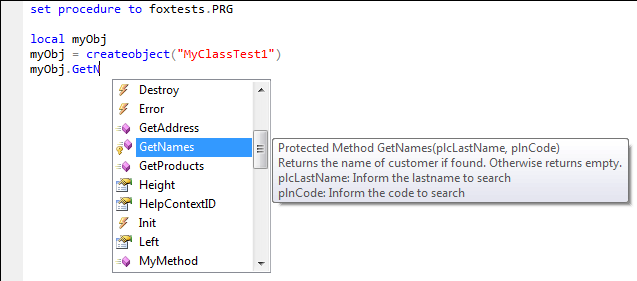 set procedure to foxtests.PRG
local myObj
myObj = createobject("MyClassTest1")
myObj.GetN
Destroy
Error
GetAddress
GetNames
GetProducts
Height
HelpContextID
Init
Left
MyMethod
Protected Method GetNames(plcLastName, plnCode)
Returns the name of customer if found. Otherwise returns empty.
plcLastName: Inform the lastname to search
plnCode: Inform the code to search